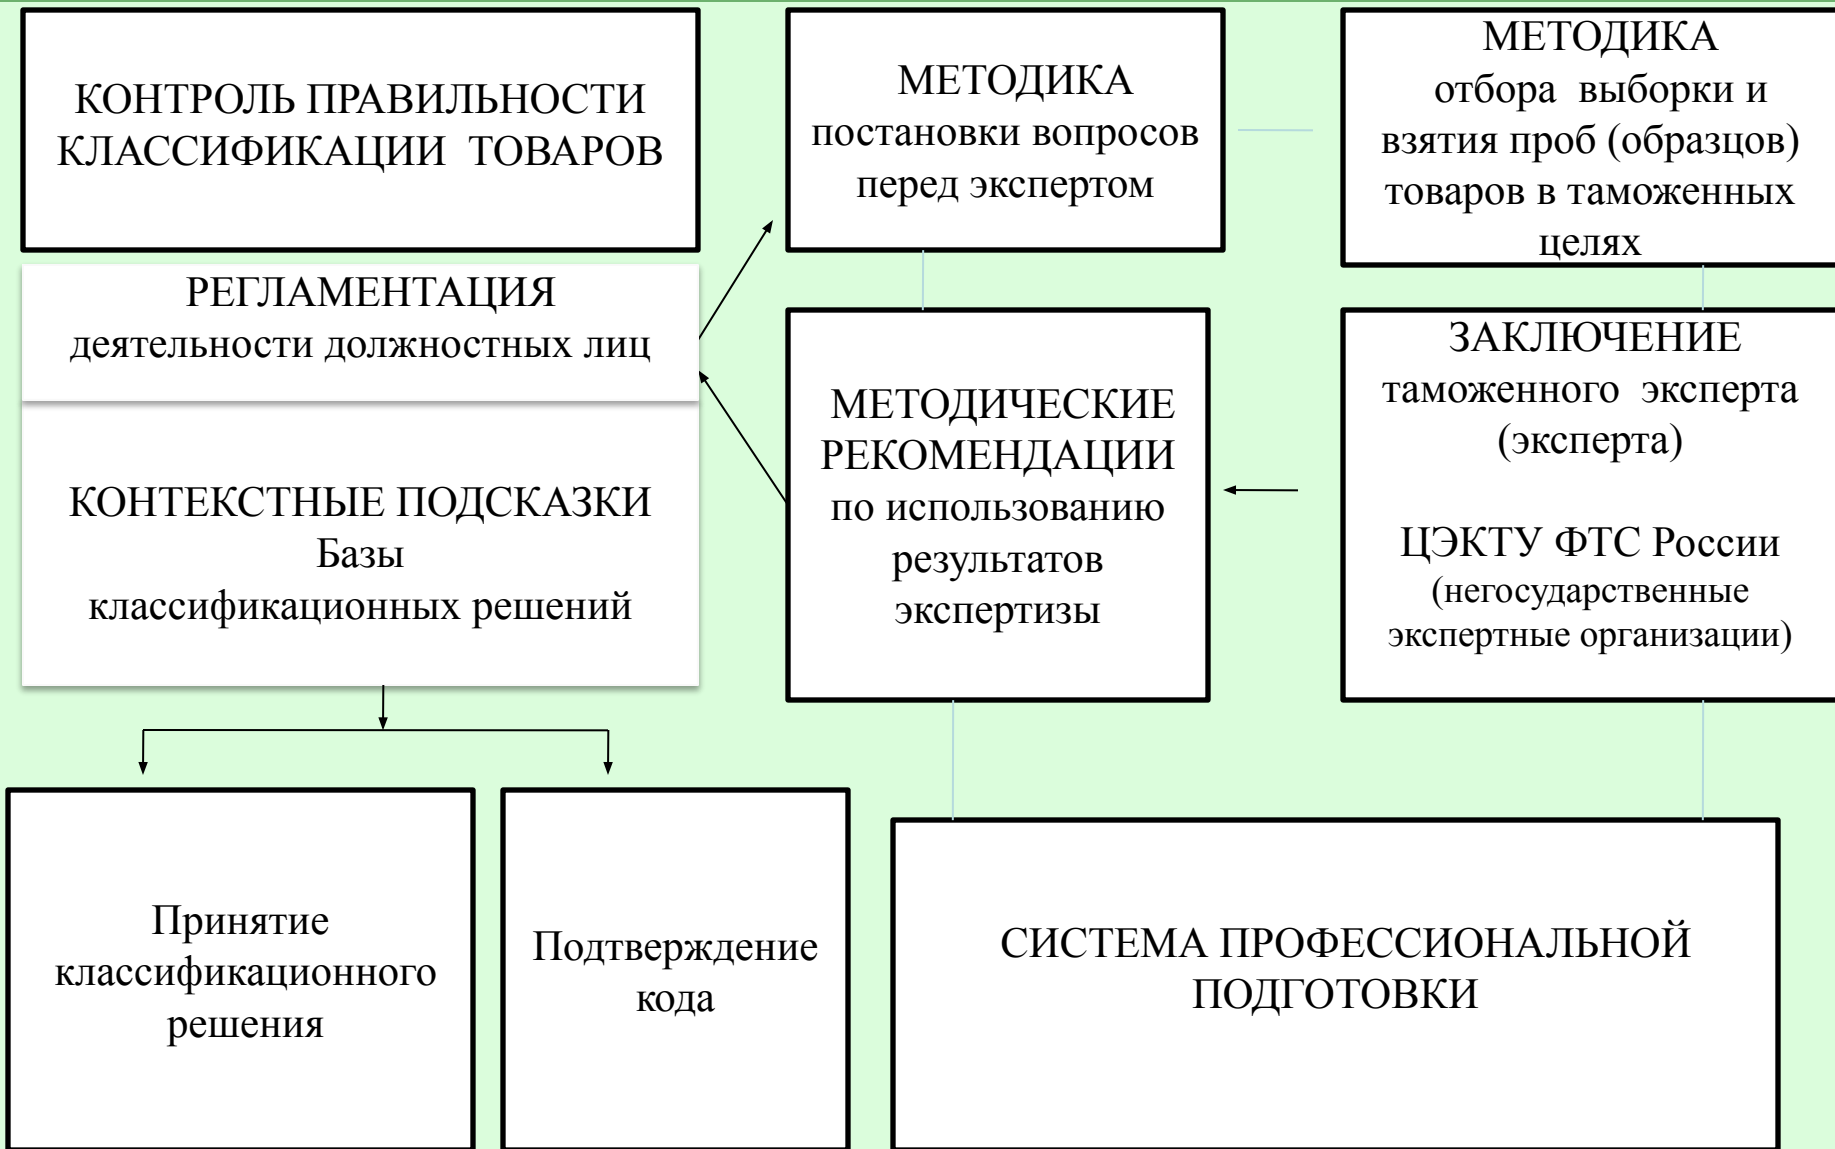 КОНТРОЛЬ ПРАВИЛЬНОСТИ
КЛАССИФИКАЦИИ ТОВАРОВ
РЕГЛАМЕНТАЦИЯ
деятельности должностных лиц
КОНТЕКСТНЫЕ ПОДСКАЗКИ
Базы
классификационных решений
МЕТОДИКА
постановки вопросов
перед экспертом
МЕТОДИКА
отбора выборки и
взятия проб (образцов)
товаров в таможенных
целях
МЕТОДИЧЕСКИЕ
РЕКОМЕНДАЦИИ
по использованию
результатов
экспертизы
ЗАКЛЮЧЕНИЕ
таможенного эксперта
(эксперта)
ЦЭКТУ ФТС России
(негосударственные
экспертные организации)
Принятие
классификационного
решения
Подтверждение
кода
СИСТЕМА ПРОФЕССИОНАЛЬНОЙ
ПОДГОТОВКИ